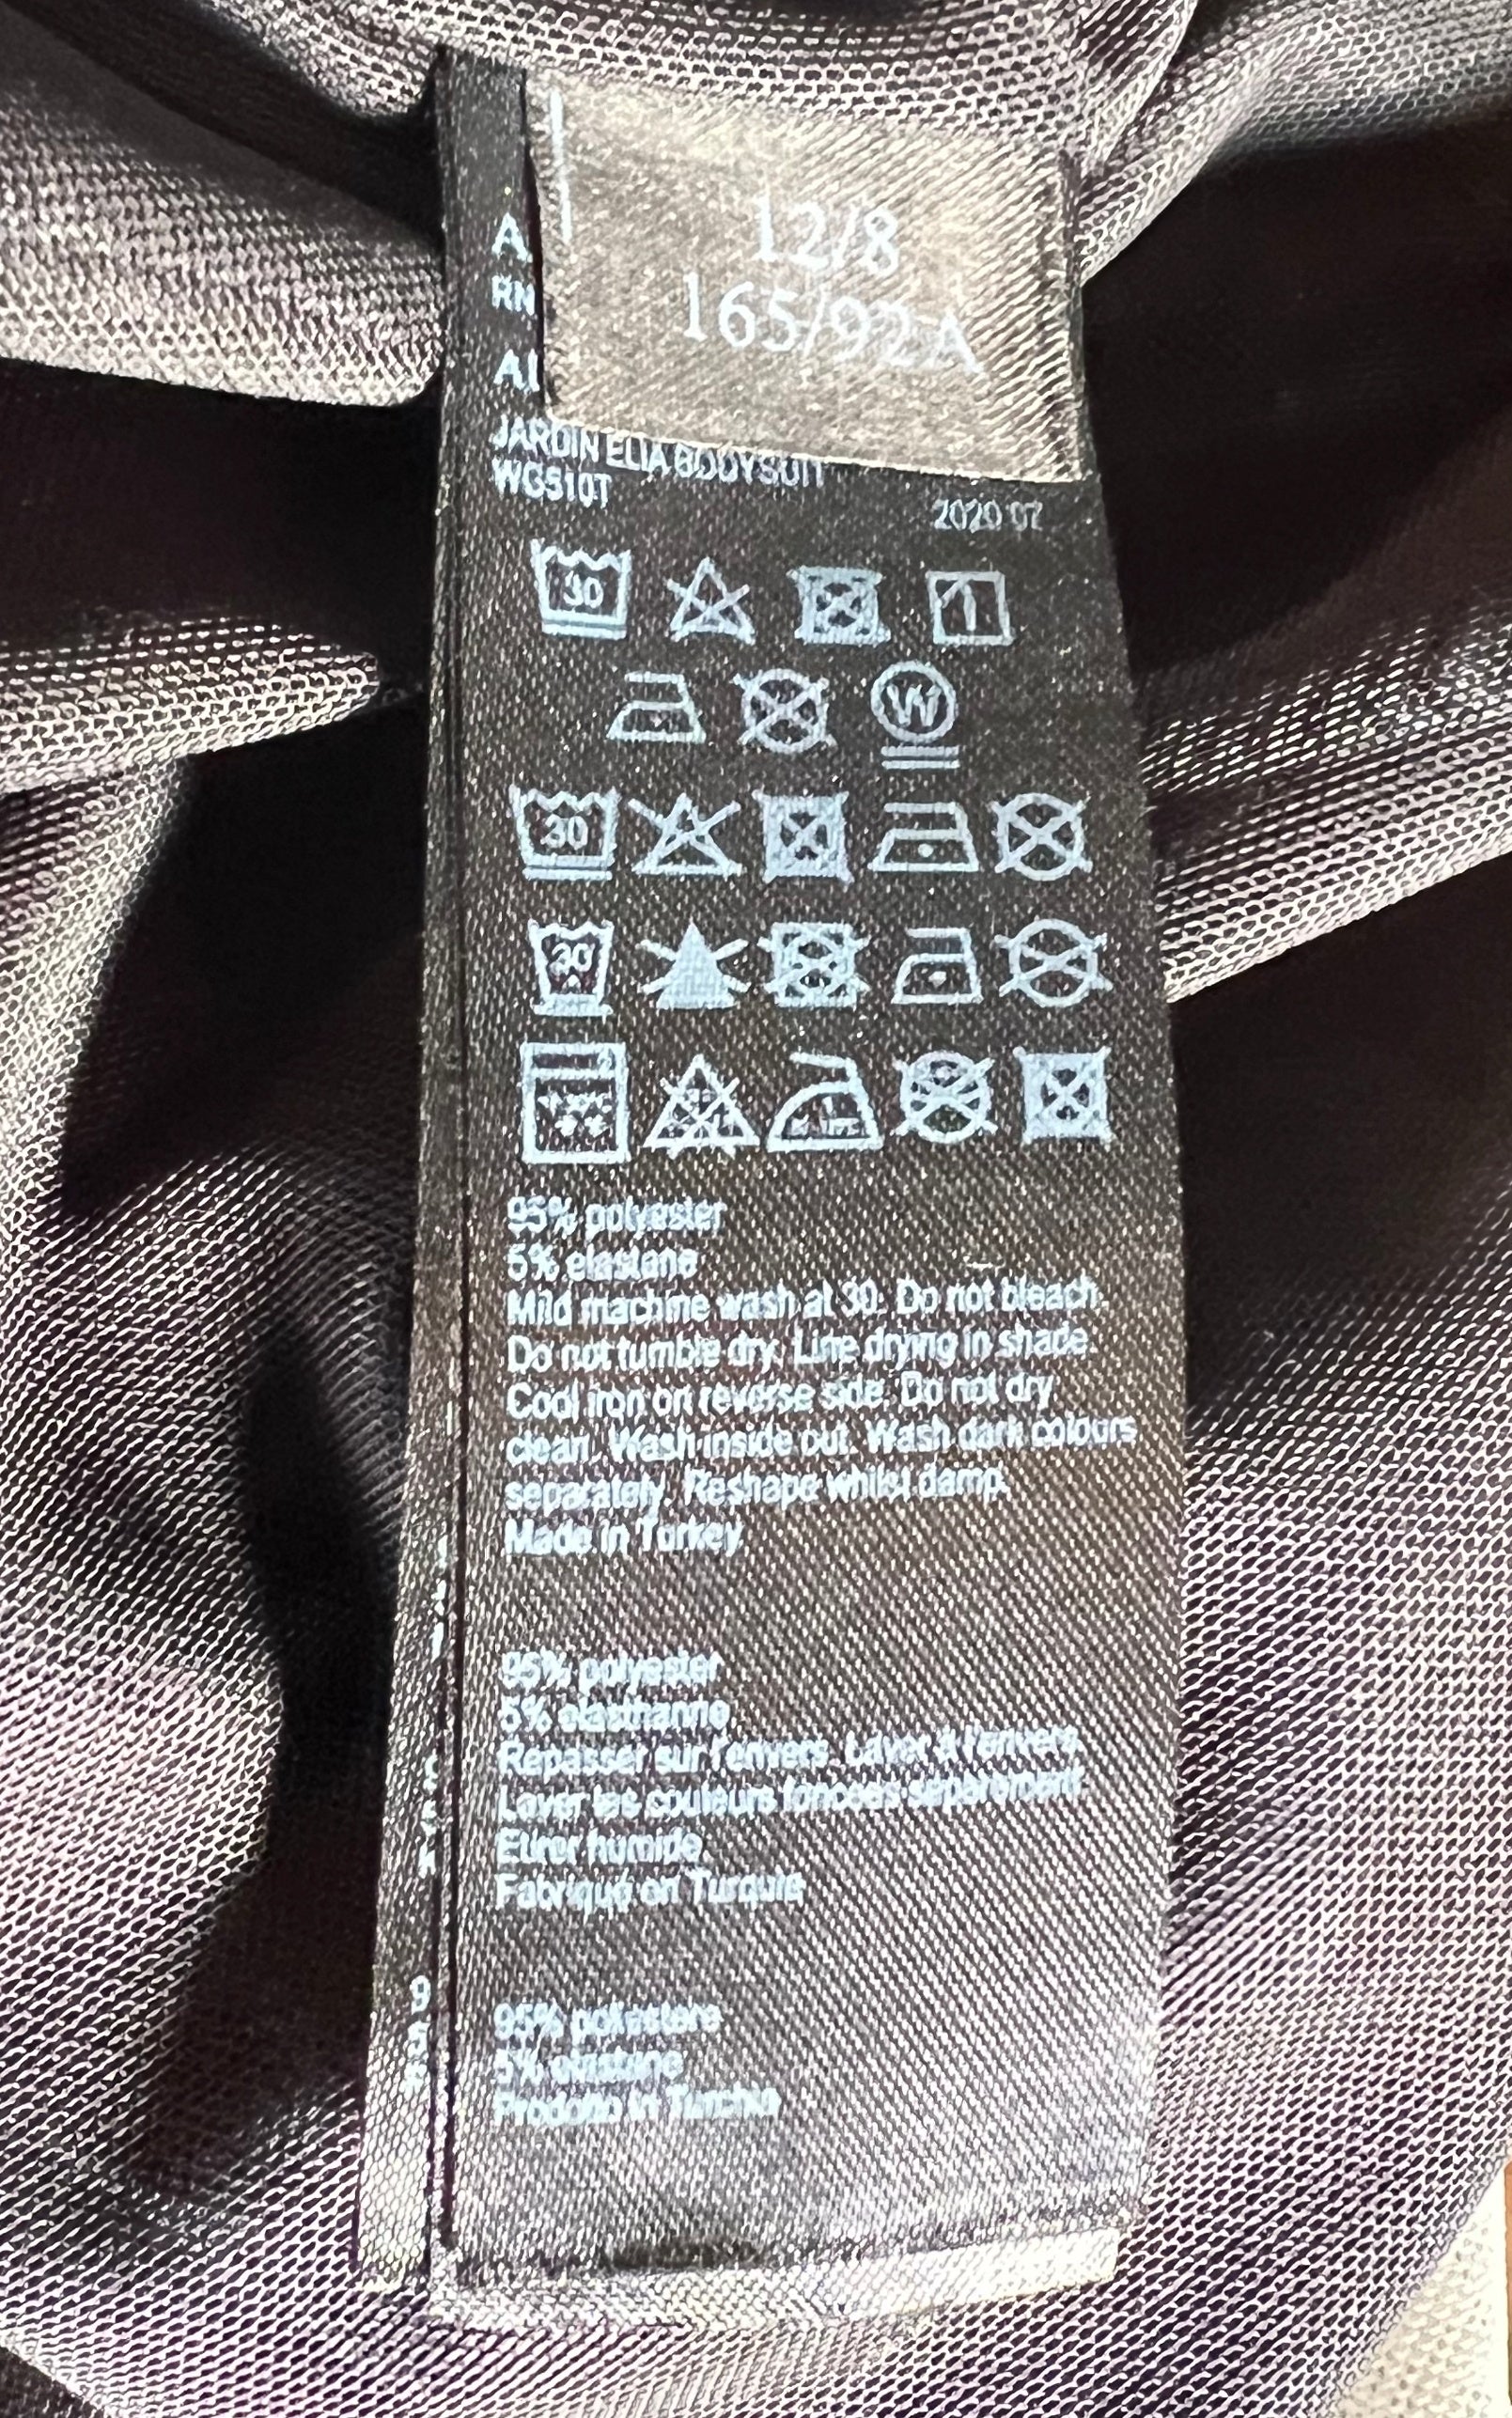 12/8
165/92A
A
RN
Al
JARDIN ELIA BODYSUIT
WG510T
2020 07
30
1
W
30
30
95% polyester
5% elastane
Mild machine wash at 30. Do not bleach.
Do not tumble dry. Line drying in shade.
Cool iron on reverse side. Do not dry
clean. Wash inside out. Wash dark colours
separately. Reshape whilst damp.
Made in Turkey
95% polyester
5% elasthanne
Repasser sur l'envers. Laver à l'envers.
Laver les couleurs foncées séparément.
Etirer humide
Fabriqué en Turquie
95% poliestere
5% elastane
Prodotto in Turchia